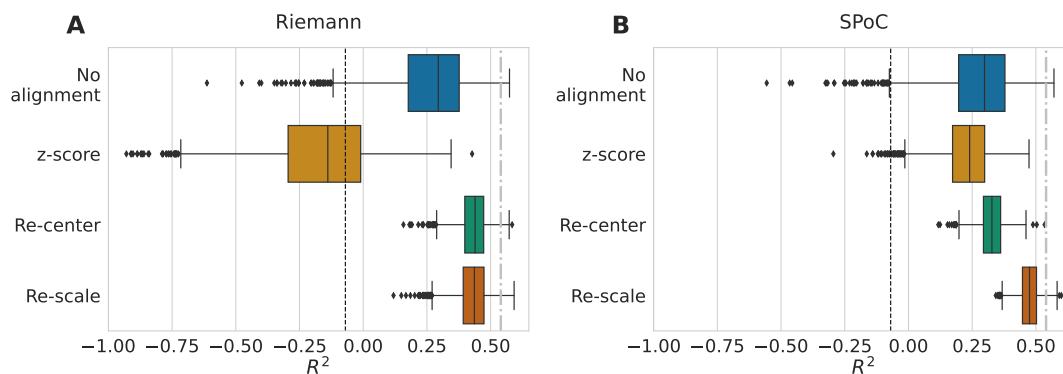 A
Riemann
No
alignment
z-score
Re-center
Re-scale
−1.00 −0.75 −0.50 −0.25 0.00 0.25 0.50
R²
B
SPoC
No
alignment
z-score
Re-center
Re-scale
−1.00 −0.75 −0.50 −0.25 0.00 0.25 0.50
R²